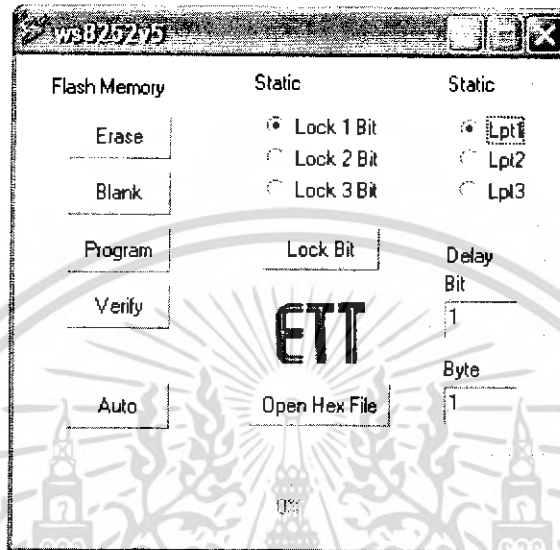 ws8252v5
Flash Memory
Erase
Blank
Program
Verify
Auto
Static
Lock 1 Bit
Lock 2 Bit
Lock 3 Bit
Lock Bit
ETT
Open Hex File
0%
Static
Lpt1
Lpt2
Lpt3
Delay
Bit
1
Byte
1